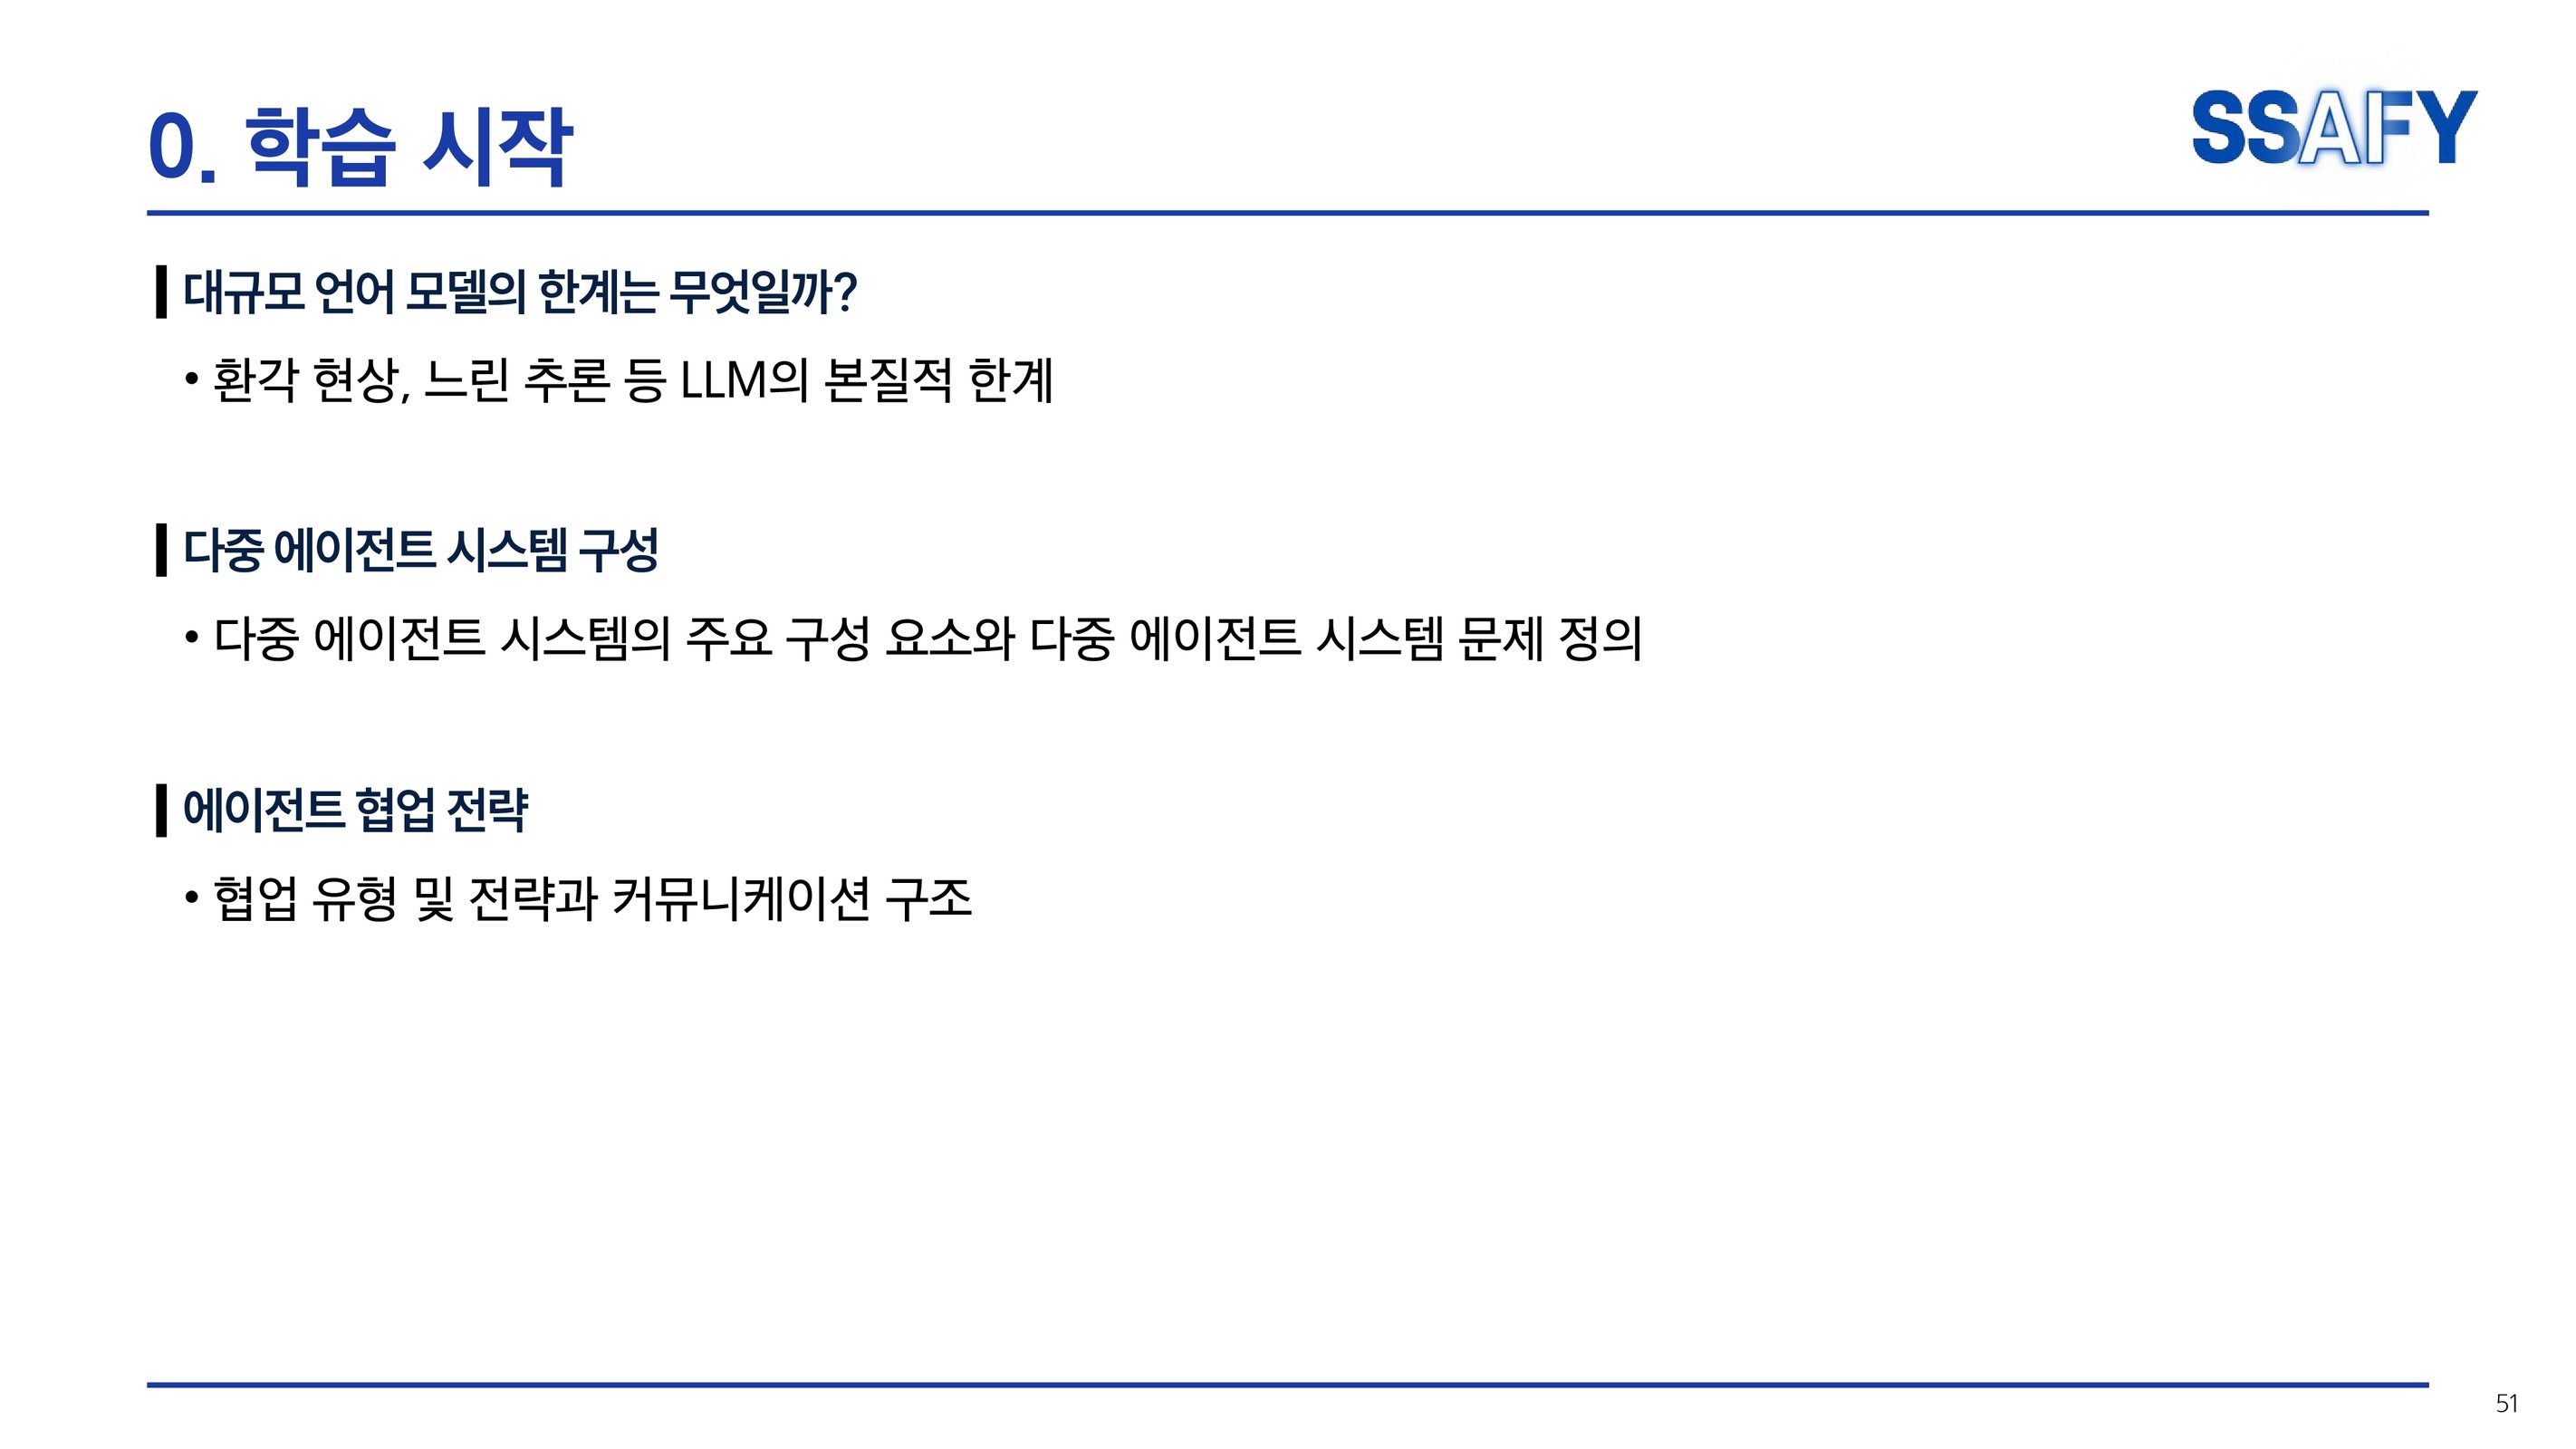 0. 학습 시작
SSAFY
대규모 언어 모델의 한계는 무엇일까?
• 환각 현상, 느린 추론 등 LLM의 본질적 한계
다중 에이전트 시스템 구성
• 다중 에이전트 시스템의 주요 구성 요소와 다중 에이전트 시스템 문제 정의
에이전트 협업 전략
• 협업 유형 및 전략과 커뮤니케이션 구조
51